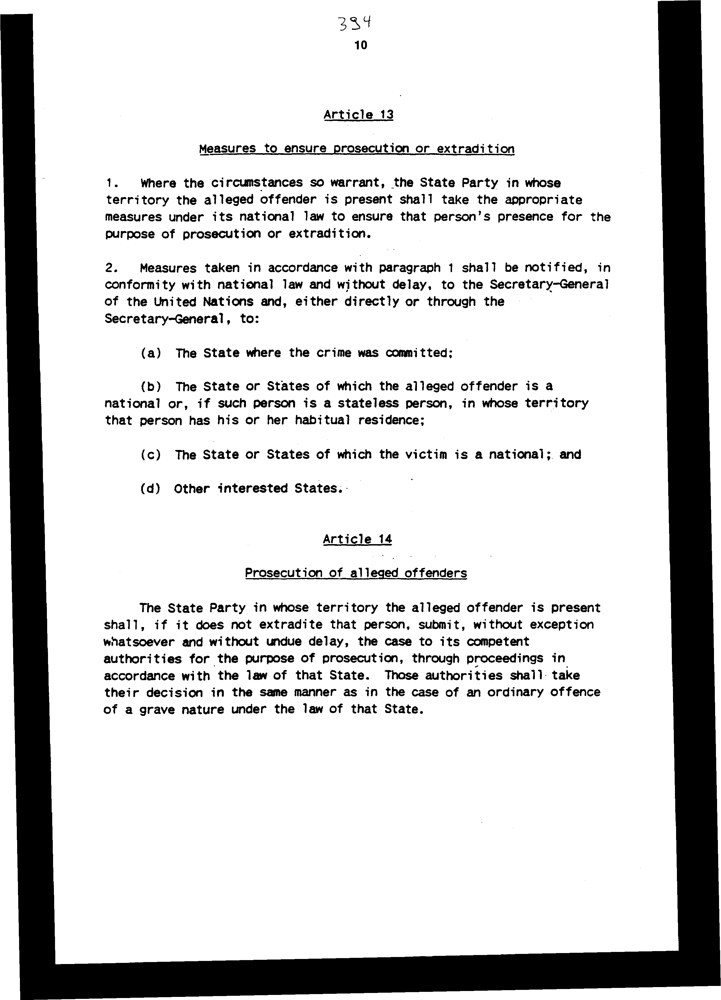 394
10
Article 13
Measures to ensure prosecution or extradition
1. Where the circumstances so warrant, the State Party in whose
territory the alleged offender is present shall take the appropriate
measures under its national law to ensure that person's presence for the
purpose of prosecution or extradition.
2. Measures taken in accordance with paragraph 1 shall be notified, in
conformity with national law and without delay, to the Secretary-General
of the United Nations and, either directly or through the
Secretary-General, to:
(a) The State where the crime was committed;
(b) The State or States of which the alleged offender is a
national or, if such person is a stateless person, in whose territory
that person has his or her habitual residence;
(c) The State or States of which the victim is a national; and
(d) Other interested States.
Article 14
Prosecution of alleged offenders
The State Party in whose territory the alleged offender is present
shall, if it does not extradite that person, submit, without exception
whatsoever and without undue delay, the case to its competent
authorities for the purpose of prosecution, through proceedings in
accordance with the law of that State. Those authorities shall take
their decision in the same manner as in the case of an ordinary offence
of a grave nature under the law of that State.